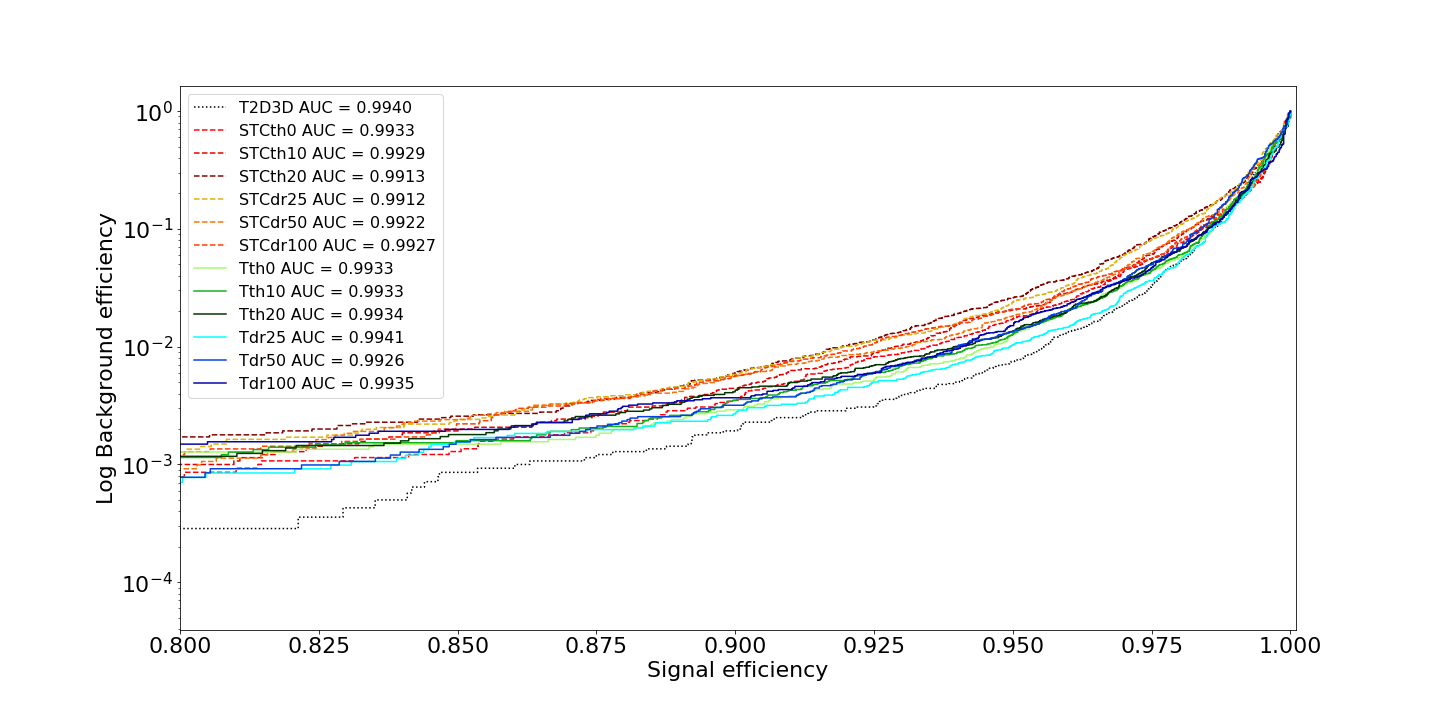 T2D3D AUC = 0.9940
STCth0 AUC = 0.9933
STCth10 AUC = 0.9929
STCth20 AUC = 0.9913
STCdr25 AUC = 0.9912
STCdr50 AUC = 0.9922
STCdr100 AUC = 0.9927
Tth0 AUC = 0.9933
Tth10 AUC = 0.9933
Tth20 AUC = 0.9934
Tdr25 AUC = 0.9941
Tdr50 AUC = 0.9926
Tdr100 AUC = 0.9935
Log Background efficiency
10⁰
10⁻¹
10⁻²
10⁻³
10⁻⁴
0.800 0.825 0.850 0.875 0.900 0.925 0.950 0.975 1.000
Signal efficiency